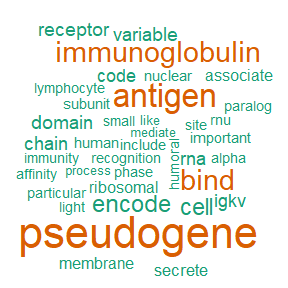 receptor variable
immunoglobulin
code nuclear associate
lymphocyte antigen
subunit paralog
domain small like site rnu
mediate
chain human include important
immunity recognition humoral rna alpha
affinity process phase bind
particular ribosomal
light encode cell igkv
pseudogene
membrane
secrete